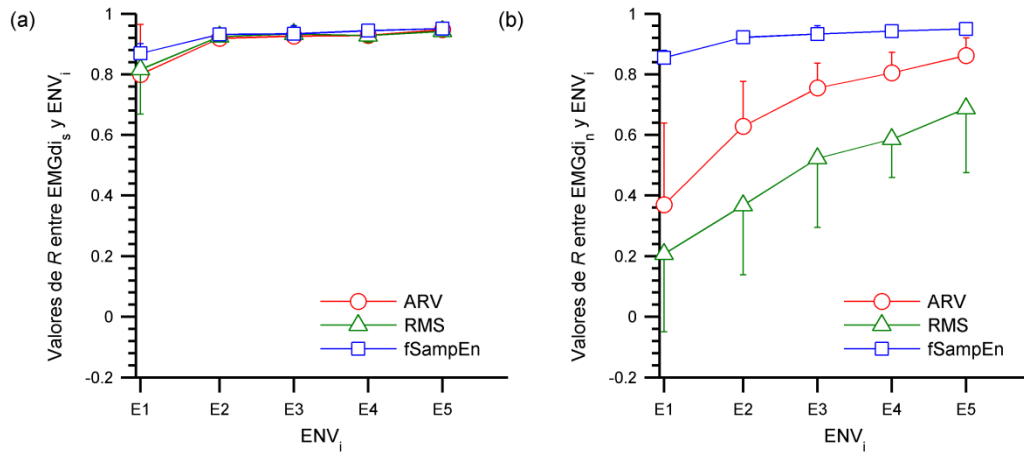 (a)
Valores de R entre EMGdis y ENVi
1
0.8
0.6
0.4
0.2
0
-0.2
E1 E2 E3 E4 E5
ENVi
ARV
RMS
fSampEn
(b)
Valores de R entre EMGdin y ENVi
1
0.8
0.6
0.4
0.2
0
-0.2
E1 E2 E3 E4 E5
ENVi
ARV
RMS
fSampEn